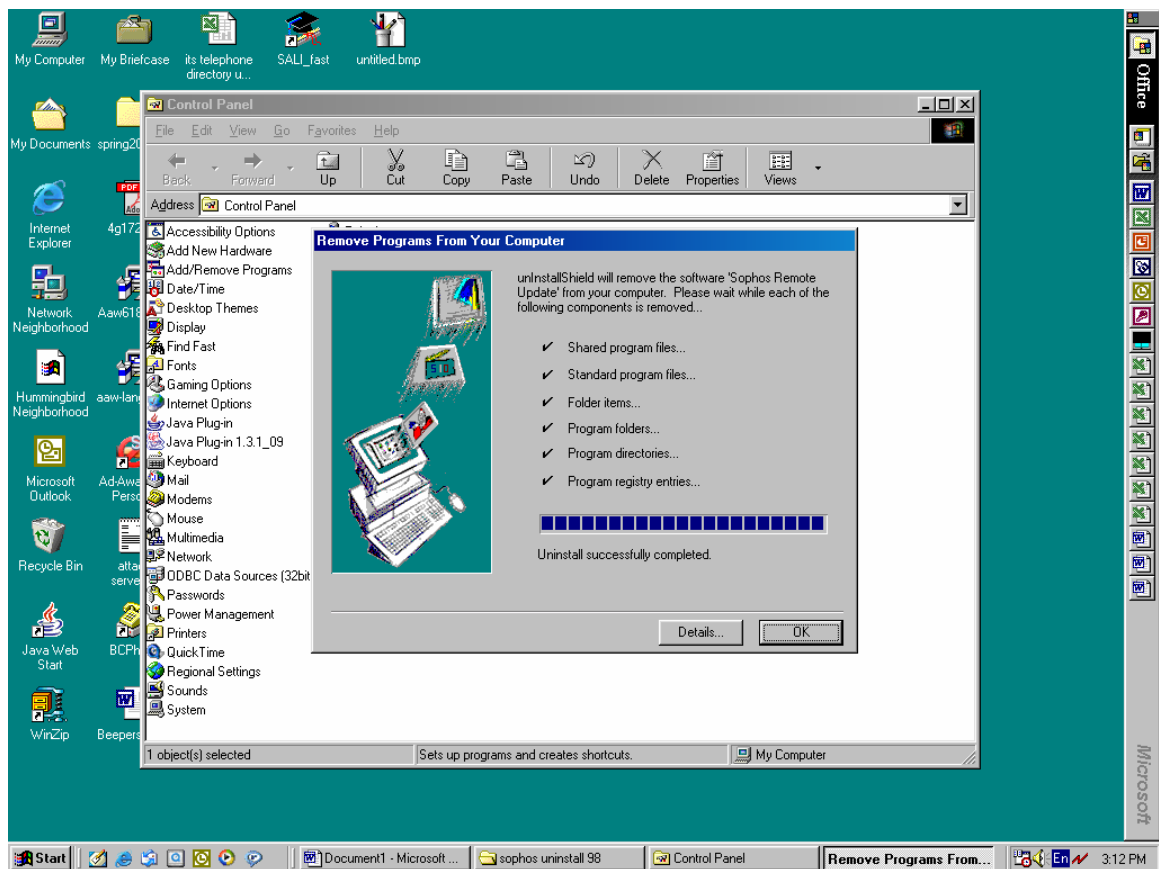 My Computer
My Briefcase
its telephone
directory u...
SALI_fast
untitled.bmp
Office
Control Panel
File Edit View Go Favorites Help
Back Forward Up Cut Copy Paste Undo Delete Properties Views
Address Control Panel
My Documents
spring20
Internet
Explorer
4g172
Network
Neighborhood
Aaw618
Hummingbird
Neighborhood
aaw-lan
Microsoft
Outlook
Ad-Awa
Perso
Recycle Bin
atta
serve
Java Web
Start
BCPh
WinZip
Beepers
Accessibility Options
Add New Hardware
Add/Remove Programs
Date/Time
Desktop Themes
Display
Find Fast
Fonts
Gaming Options
Internet Options
Java Plug-in
Java Plug-in 1.3.1_09
Keyboard
Mail
Modems
Mouse
Multimedia
Network
ODBC Data Sources (32bit
Passwords
Power Management
Printers
QuickTime
Regional Settings
Sounds
System
Remove Programs From Your Computer
unInstallShield will remove the software 'Sophos Remote
Update' from your computer. Please wait while each of the
following components is removed...
Shared program files...
Standard program files...
Folder items...
Program folders...
Program directories...
Program registry entries...
Uninstall successfully completed.
Details... OK
1 object(s) selected Sets up programs and creates shortcuts. My Computer
Microsoft
Start Document1 - Microsoft ... sophos uninstall 98 Control Panel Remove Programs From... En 3:12 PM